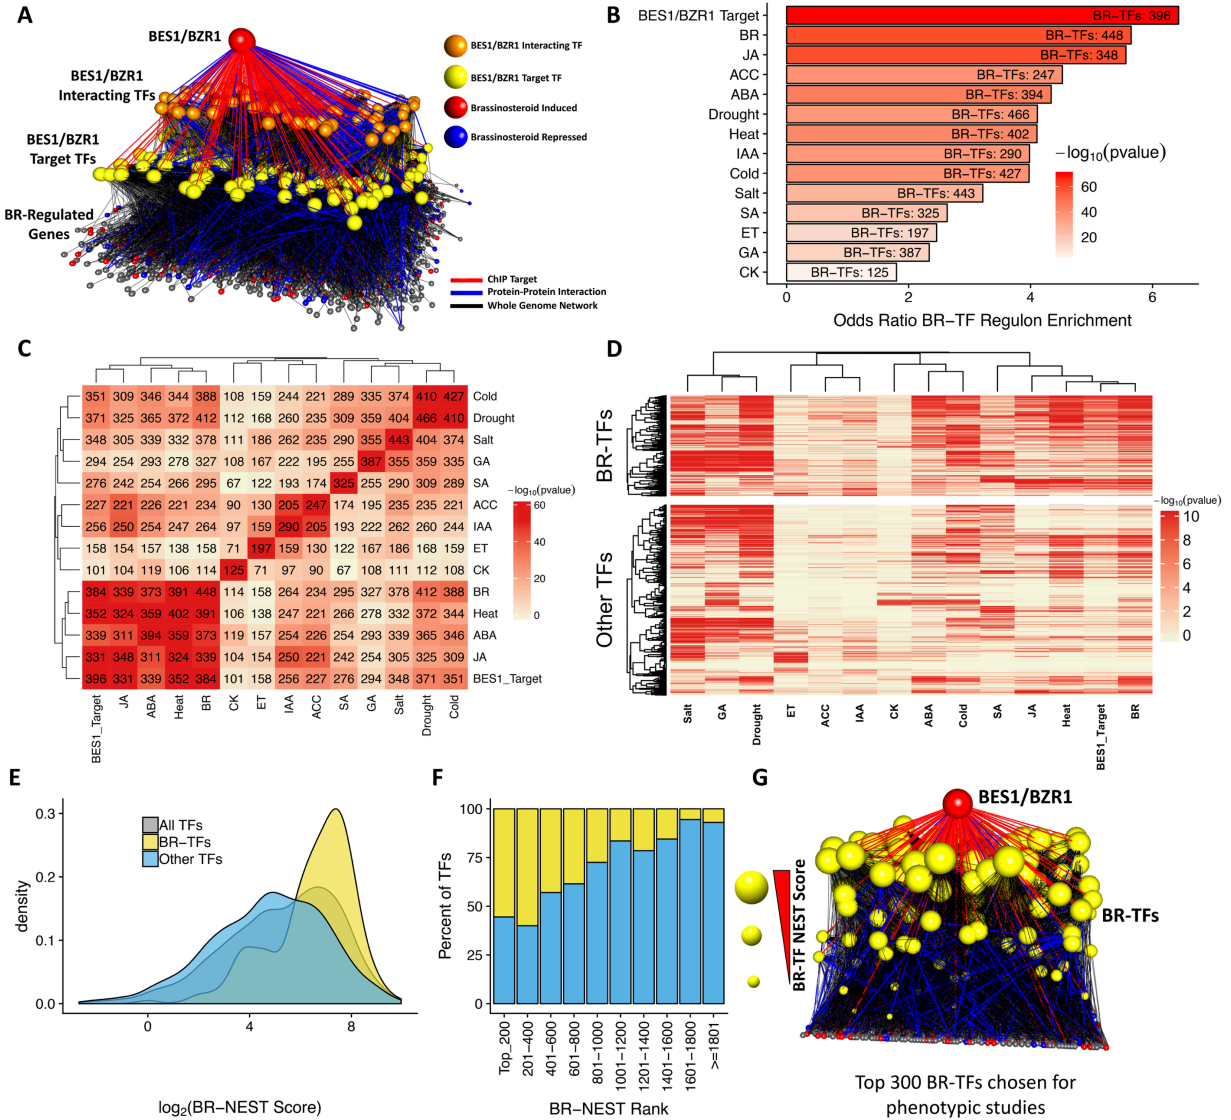 A
BES1/BZR1
BES1/BZR1
Interacting TFs
BES1/BZR1
Target TFs
BR-Regulated
Genes
BES1/BZR1 Interacting TF
BES1/BZR1 Target TF
Brassinosteroid Induced
Brassinosteroid Repressed
ChIP Target
Protein-Protein Interaction
Whole Genome Network
B
BES1/BZR1 Target BR−TFs: 396
BR BR−TFs: 448
JA BR−TFs: 348
ACC BR−TFs: 247
ABA BR−TFs: 394
Drought BR−TFs: 466
Heat BR−TFs: 402
IAA BR−TFs: 290
Cold BR−TFs: 427
Salt BR−TFs: 443
SA BR−TFs: 325
ET BR−TFs: 197
GA BR−TFs: 387
CK BR−TFs: 125
0 2 4 6
Odds Ratio BR−TF Regulon Enrichment
−log10(pvalue)
60
40
20
C
351 309 346 344 388 108 159 244 221 289 335 374 410 427 Cold
371 325 365 372 412 112 168 260 235 309 359 404 466 410 Drought
348 305 339 332 378 111 186 262 235 290 355 443 404 374 Salt
294 254 293 278 327 108 167 222 195 255 387 355 359 335 GA
276 242 254 266 295 67 122 193 174 325 255 290 309 289 SA
227 221 226 221 234 90 130 205 247 174 195 235 235 221 ACC
256 250 254 247 264 97 159 290 205 193 222 262 260 244 IAA
158 154 157 138 158 71 197 159 130 122 167 186 168 159 ET
101 104 119 106 114 125 71 97 90 67 108 111 112 108 CK
384 339 373 391 448 114 158 264 234 295 327 378 412 388 BR
352 324 359 402 391 106 138 247 221 266 278 332 372 344 Heat
339 311 394 359 373 119 157 254 226 254 293 339 365 346 ABA
331 348 311 324 339 104 154 250 221 242 254 305 325 309 JA
396 331 339 352 384 101 158 256 227 276 294 348 371 351 BES1_Target
BES1_Target JA ABA Heat BR CK ET IAA ACC SA GA Salt Drought Cold
−log10(pvalue)
60
40
20
0
D
BR-TFs
Other TFs
Salt GA Drought ET ACC IAA CK ABA Cold SA JA Heat BES1_Target BR
−log10(pvalue)
10
8
6
4
2
0
E
density
0.3
0.2
0.1
0.0
All TFs
BR−TFs
Other TFs
0 4 8
log2(BR−NEST Score)
F
Percent of TFs
100
75
50
25
0
Top_200 201−400 401−600 601−800 801−1000 1001−1200 1201−1400 1401−1600 1601−1800 >=1801
BR−NEST Rank
G
BES1/BZR1
BR-TFs
BR-TF NEST Score
Top 300 BR-TFs chosen for
phenotypic studies